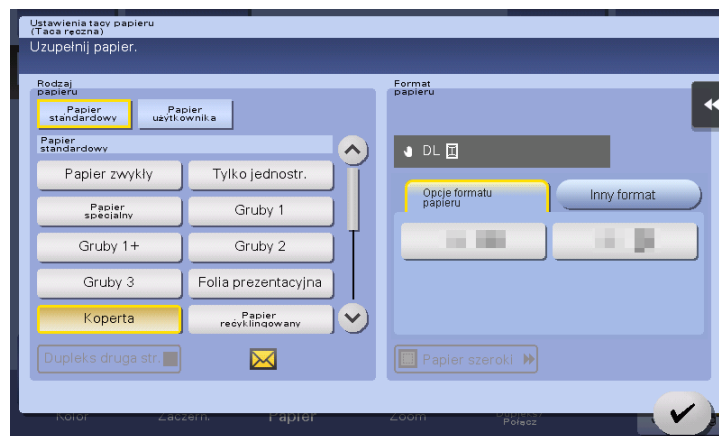 Ustawienia tacy papieru
(Taca ręczna)
Uzupełnij papier.
Rodzaj
papieru
Papier
standardowy
Papier
użytkownika
Papier
standardowy
Papier zwykły
Tylko jednostr.
Papier
specjalny
Gruby 1
Gruby 1+
Gruby 2
Gruby 3
Folia prezentacyjna
Koperta
Papier
recyklingowany
Dupleks druga str.
Format
papieru
DL
Opcje formatu
papieru
Inny format
Papier szeroki
Kolor
Zaczern.
Papier
Zoom
Dupleks/
Połącz